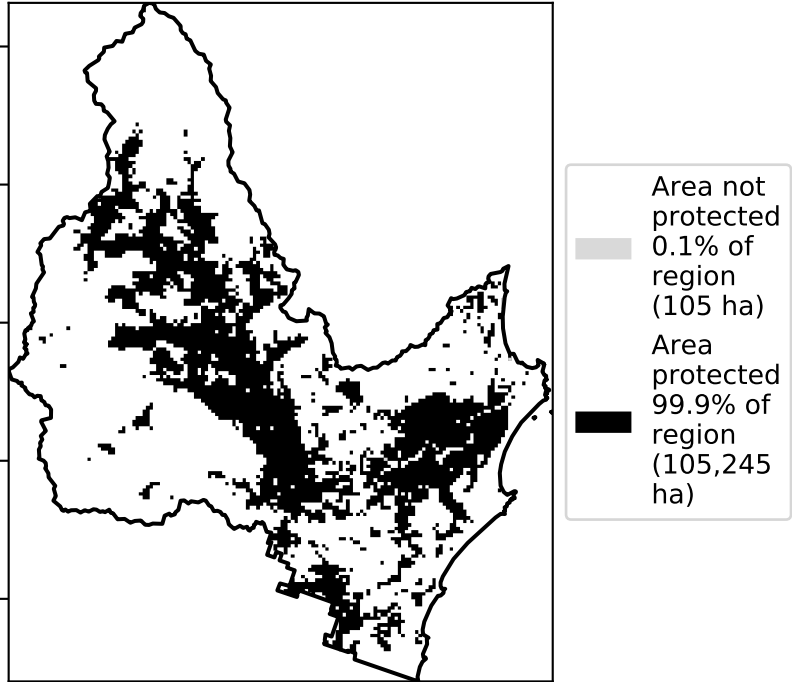 Area not
protected
0.1% of
region
(105 ha)
Area
protected
99.9% of
region
(105,245
ha)